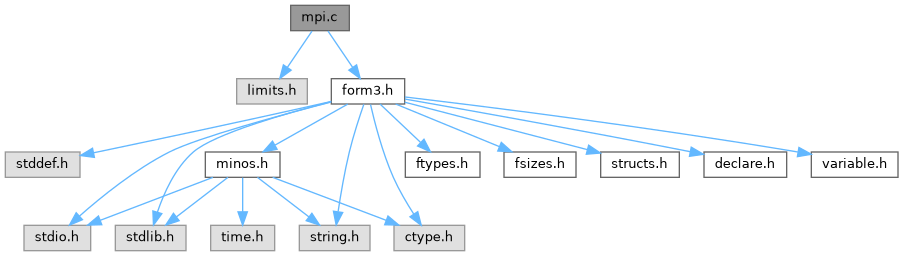 mpi.c
limits.h
form3.h
stddef.h
minos.h
ftypes.h
fsizes.h
structs.h
declare.h
variable.h
stdio.h
stdlib.h
time.h
string.h
ctype.h